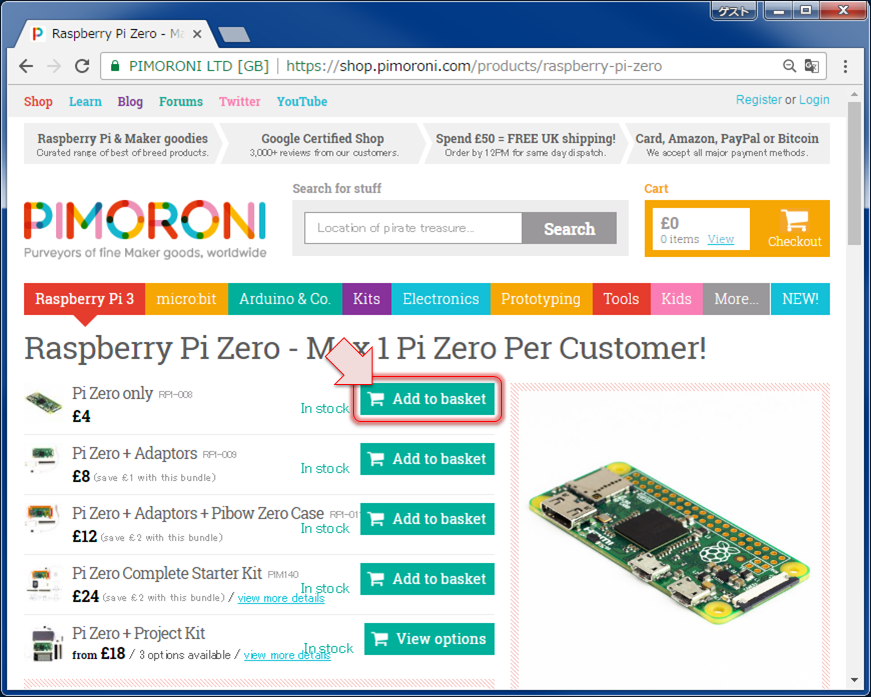 ゲスト
Raspberry Pi Zero - Ma
PIMORONI LTD [GB] | https://shop.pimoroni.com/products/raspberry-pi-zero
Shop Learn Blog Forums Twitter YouTube Register or Login
Raspberry Pi & Maker goodies
Curated range of best of breed products.
Google Certified Shop
3,000+ reviews from our customers.
Spend £50 = FREE UK shipping!
Order by 12PM for same day dispatch.
Card, Amazon, PayPal or Bitcoin
We accept all major payment methods.
PIMORONI
Purveyors of fine Maker goods, worldwide
Search for stuff
Location of pirate treasure...
Search
Cart
£0
0 items View
Checkout
Raspberry Pi 3 micro:bit Arduino & Co. Kits Electronics Prototyping Tools Kids More... NEW!
Raspberry Pi Zero - M x 1 Pi Zero Per Customer!
Pi Zero only RPI-008
£4
In stock
Add to basket
Pi Zero + Adaptors RPI-009
£8 (save £1 with this bundle)
In stock
Add to basket
Pi Zero + Adaptors + Pibow Zero Case RPI-01
£12 (save £2 with this bundle)
In stock
Add to basket
Pi Zero Complete Starter Kit PIM140
£24 (save £2 with this bundle) / view more details
In stock
Add to basket
Pi Zero + Project Kit
from £18 / 3 options available / view more details
In stock
View options